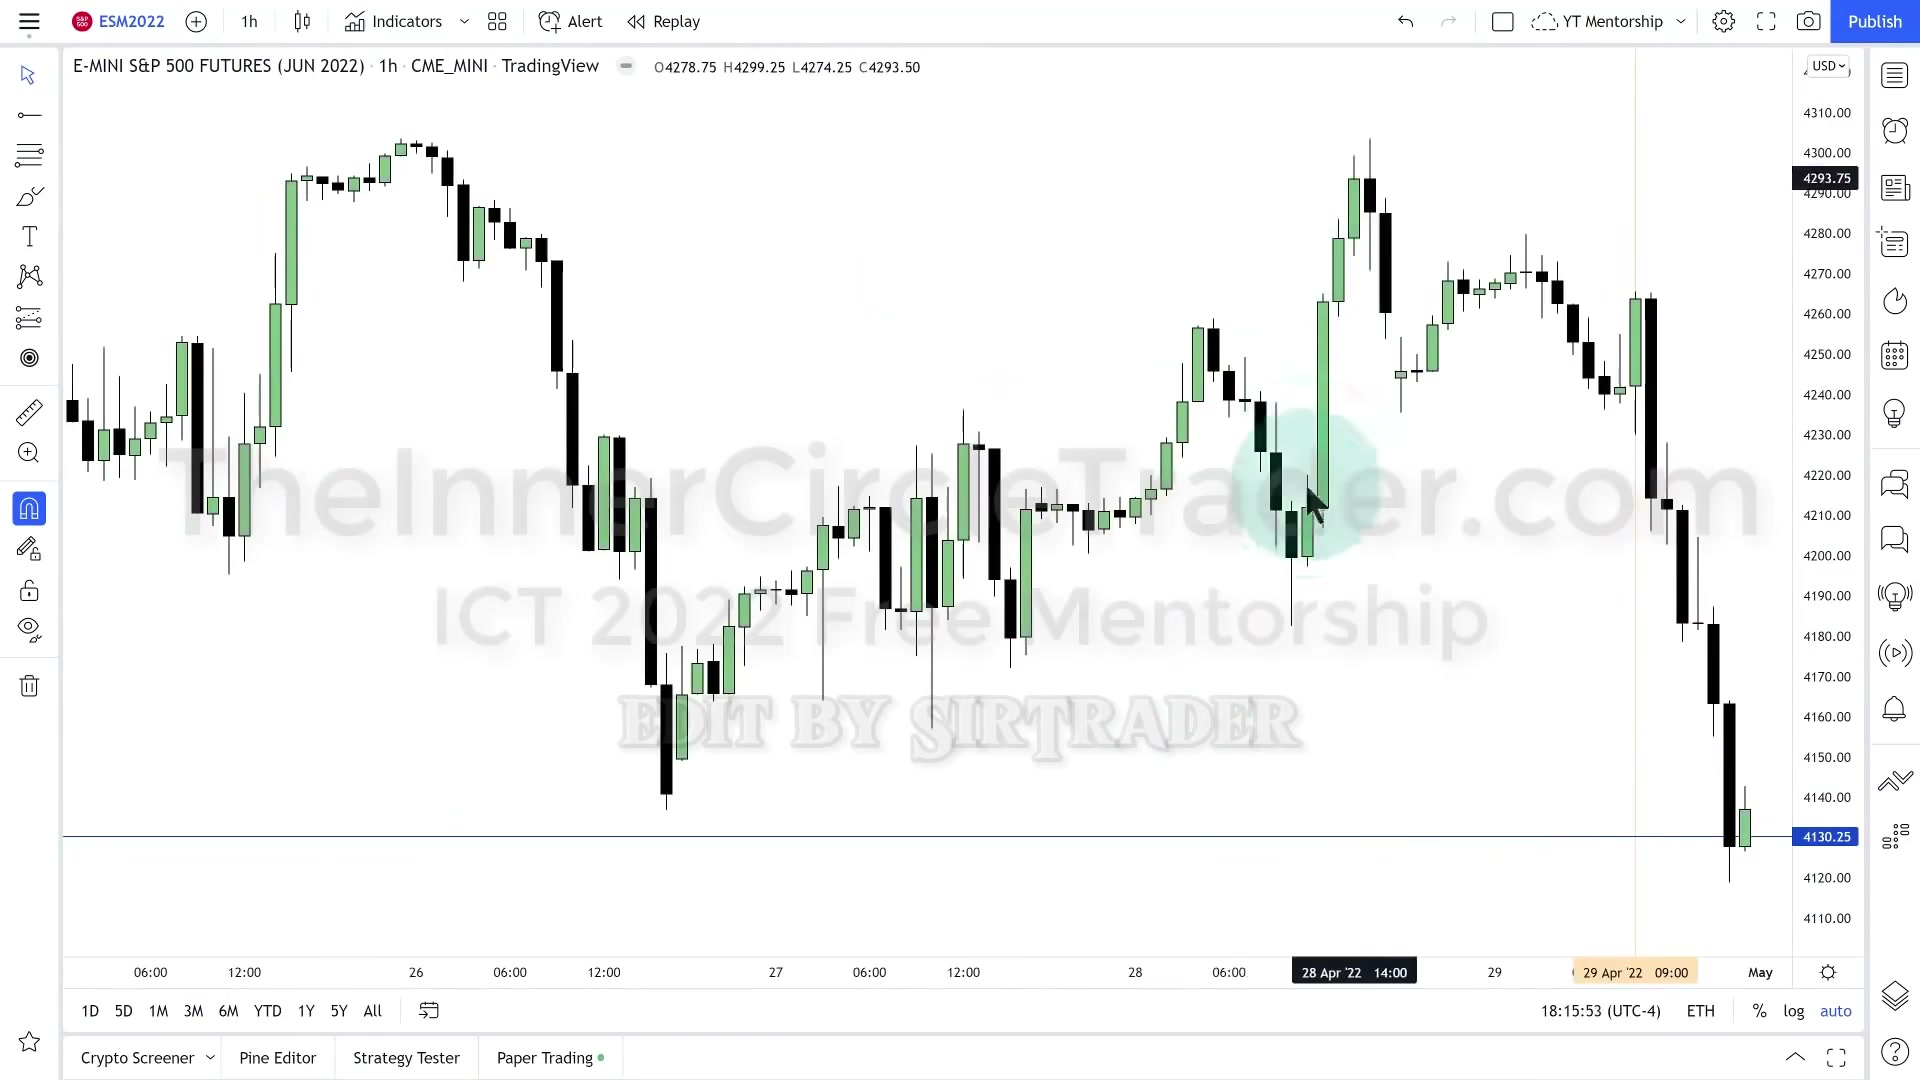 ESM2022 1h Indicators Alert Replay YT Mentorship Publish
E-MINI S&P 500 FUTURES (JUN 2022) · 1h · CME_MINI · TradingView O4278.75 H4299.25 L4274.25 C4293.50
USD
4310.00
4300.00
4293.75
4290.00
4280.00
4270.00
4260.00
4250.00
4240.00
4230.00
4220.00
4210.00
4200.00
4190.00
4180.00
4170.00
4160.00
4150.00
4140.00
4130.25
4120.00
4110.00
TheInnerCircleTrader.com
ICT 2022 Free Mentorship
EDIT BY SIRTRADER
06:00 12:00 26 06:00 12:00 27 06:00 12:00 28 06:00 28 Apr '22 14:00 29 29 Apr '22 09:00 May
1D 5D 1M 3M 6M YTD 1Y 5Y All 18:15:53 (UTC-4) ETH % log auto
Crypto Screener Pine Editor Strategy Tester Paper Trading